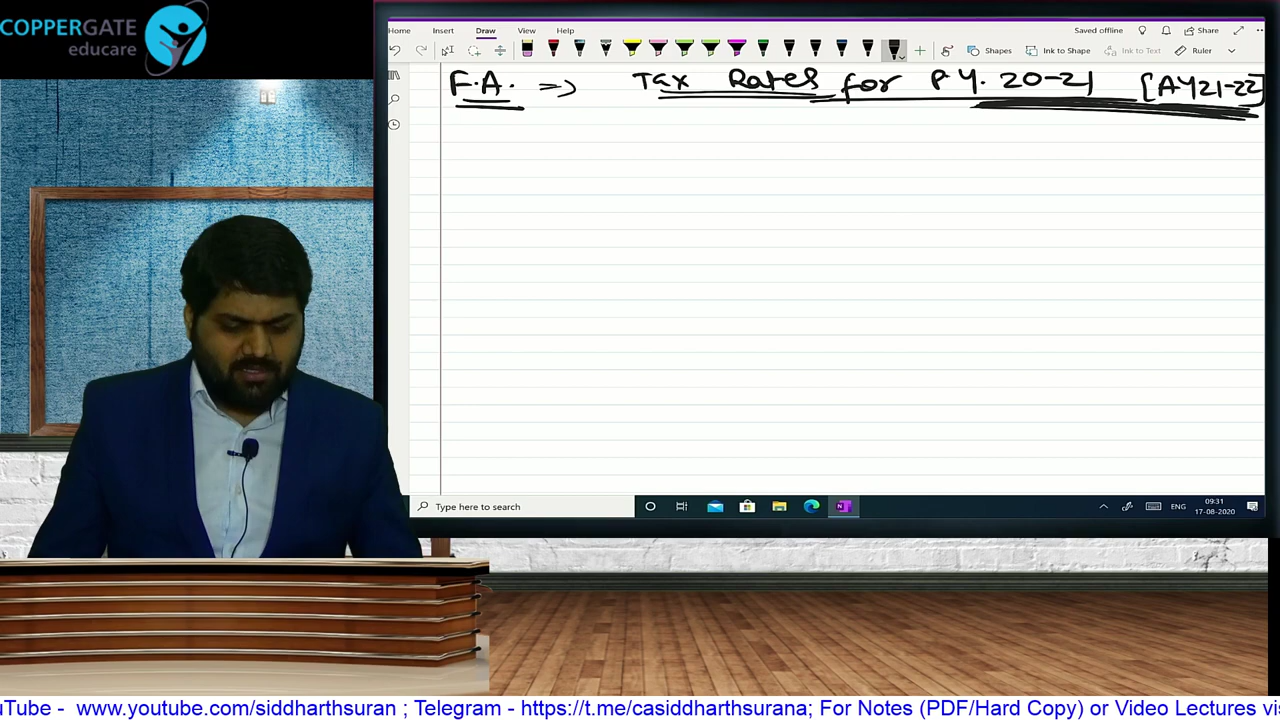 COPPERGATE
educare
Home Insert Draw View Help
Saved offline Share
Shapes Ink to Shape Ink to Text Ruler
F.A. => Tax Rates for P.Y. 20-21 [AY21-22]
Type here to search
ENG
09:31
17-08-2020
uTube - www.youtube.com/siddharthsuran ; Telegram - https://t.me/casiddhartsurana; For Notes (PDF/Hard Copy) or Video Lectures vi